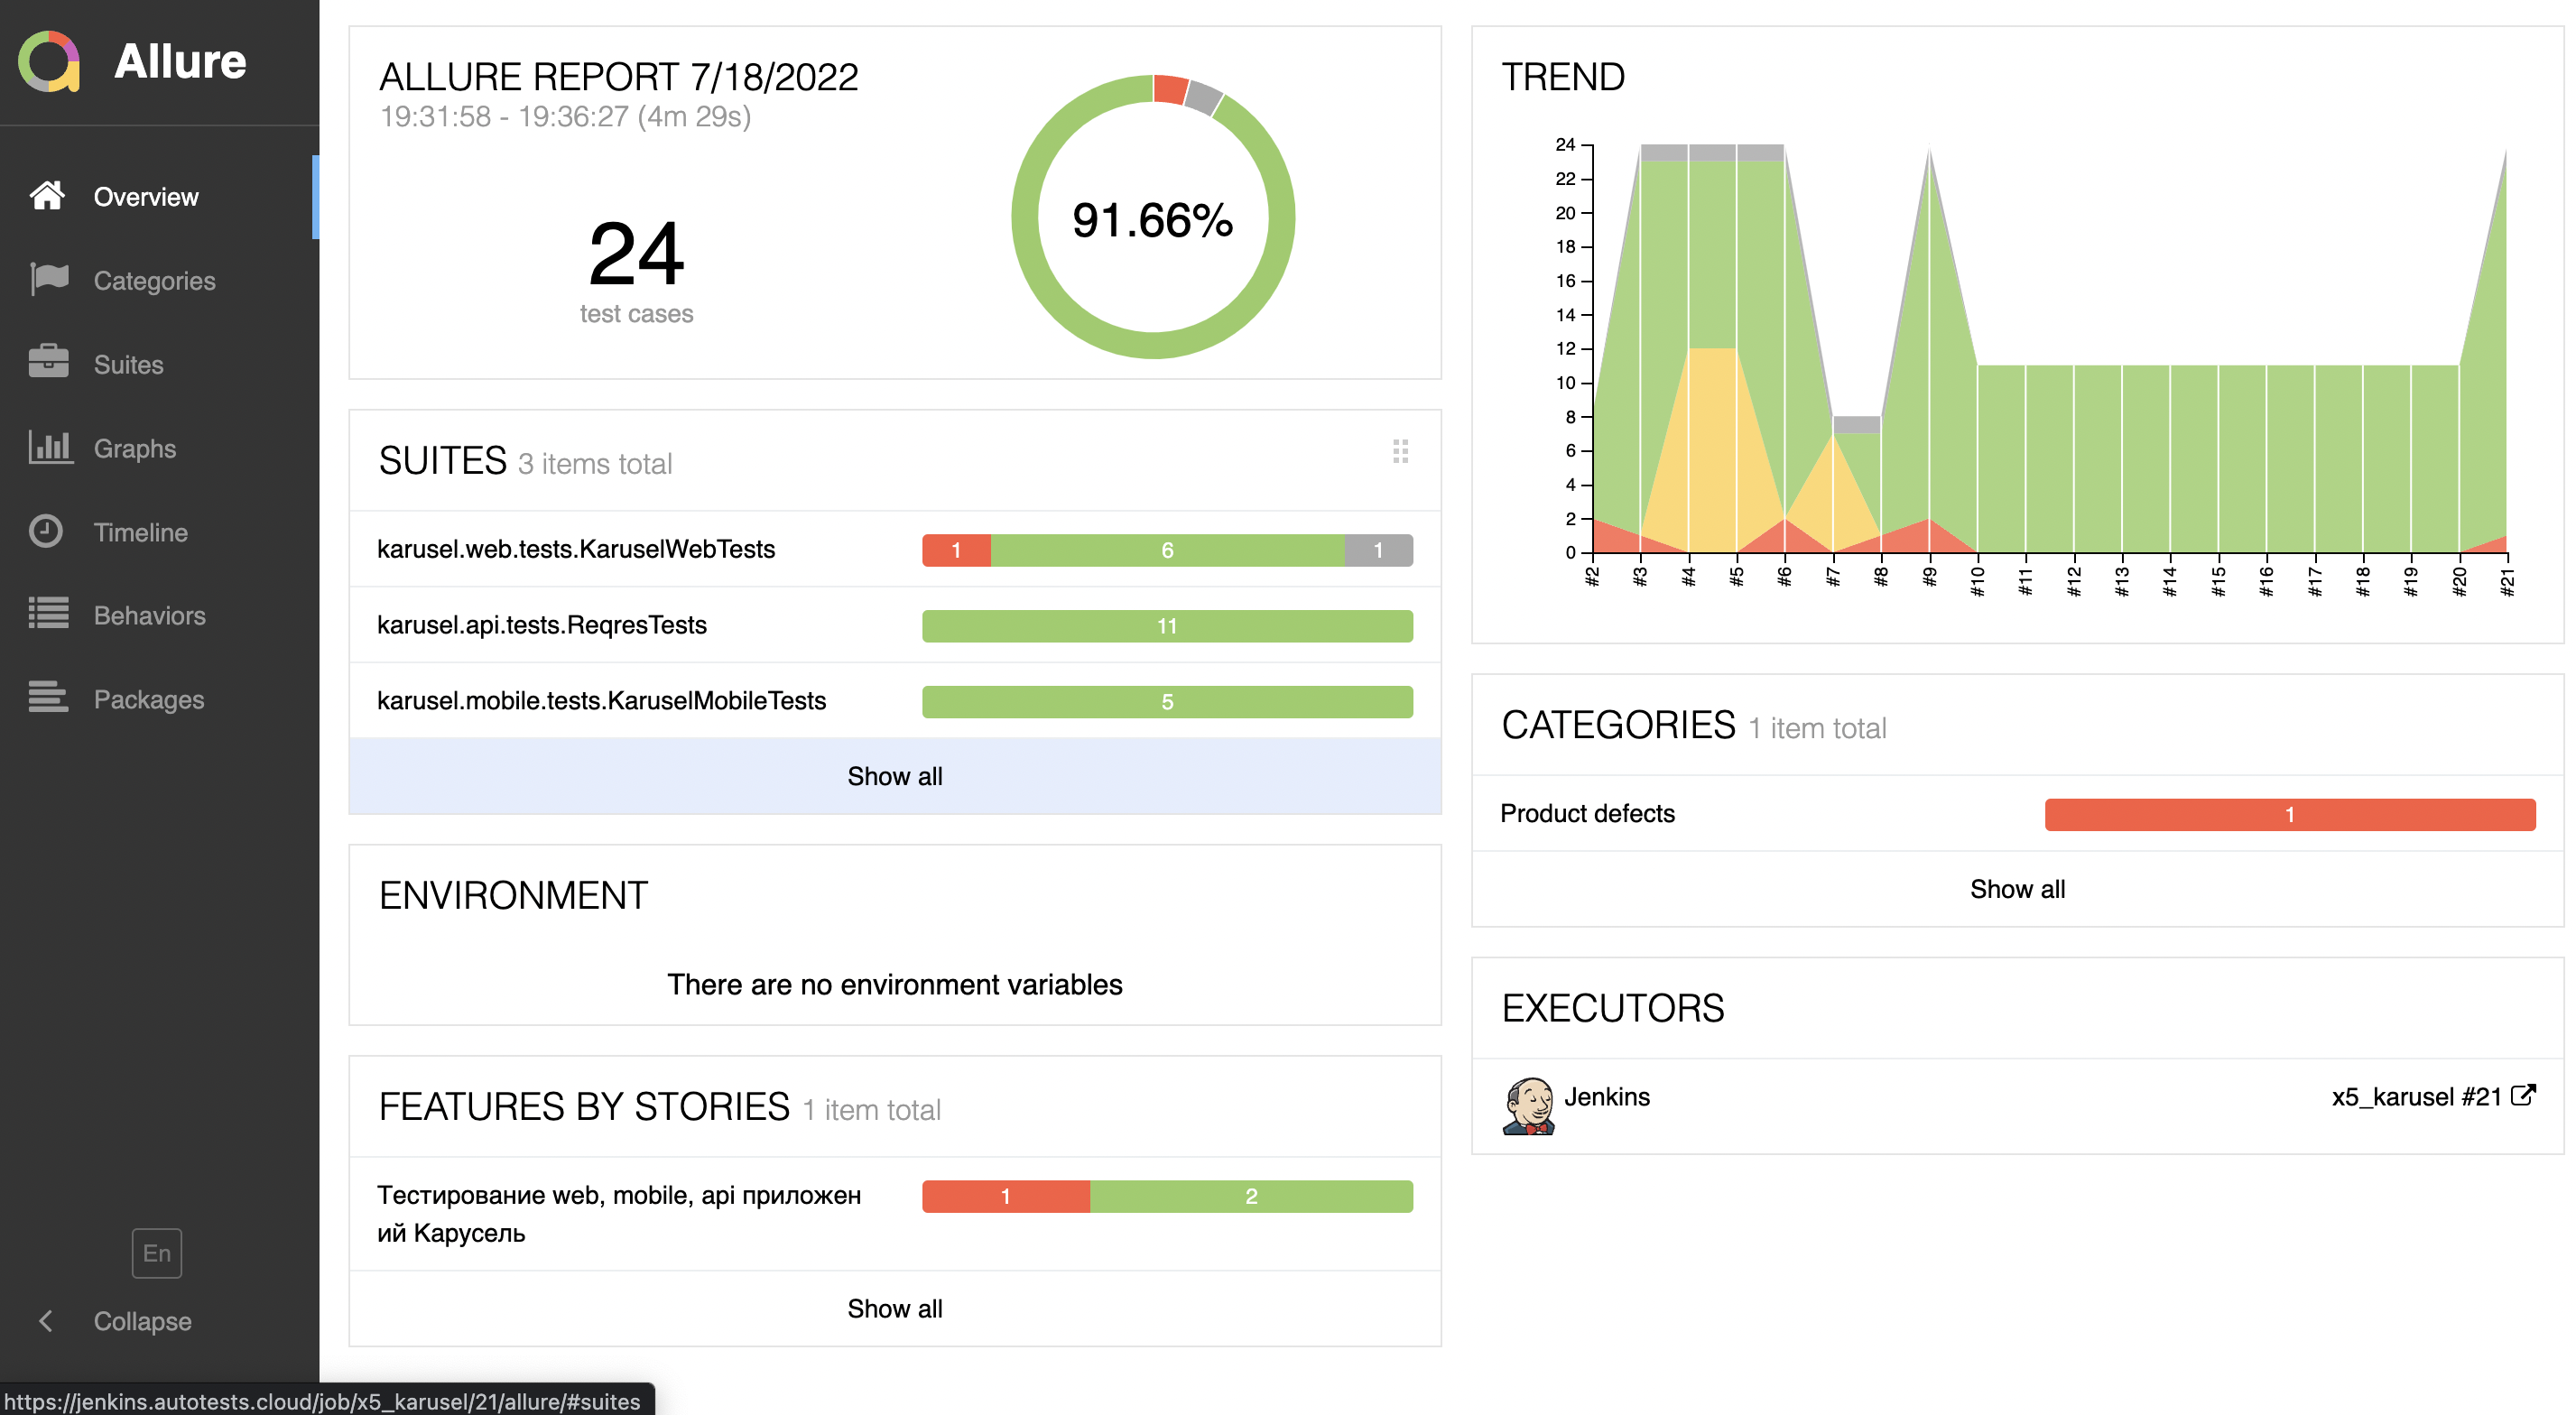 Allure
Overview
Categories
Suites
Graphs
Timeline
Behaviors
Packages
En
Collapse
ALLURE REPORT 7/18/2022
19:31:58 - 19:36:27 (4m 29s)
24
test cases
91.66%
SUITES 3 items total
karusel.web.tests.KaruselWebTests 1 6 1
karusel.api.tests.ReqresTests 11
karusel.mobile.tests.KaruselMobileTests 5
Show all
ENVIRONMENT
There are no environment variables
FEATURES BY STORIES 1 item total
Тестирование web, mobile, api приложен 1 2
ий Карусель
Show all
TREND
24
22
20
18
16
14
12
10
8
6
4
2
0
#2 #3 #4 #5 #6 #7 #8 #9 #10 #11 #12 #13 #14 #15 #16 #17 #18 #19 #20 #21
CATEGORIES 1 item total
Product defects 1
Show all
EXECUTORS
Jenkins x5_karusel #21
https://jenkins.autotests.cloud/job/x5_karusel/21/allure/#suites